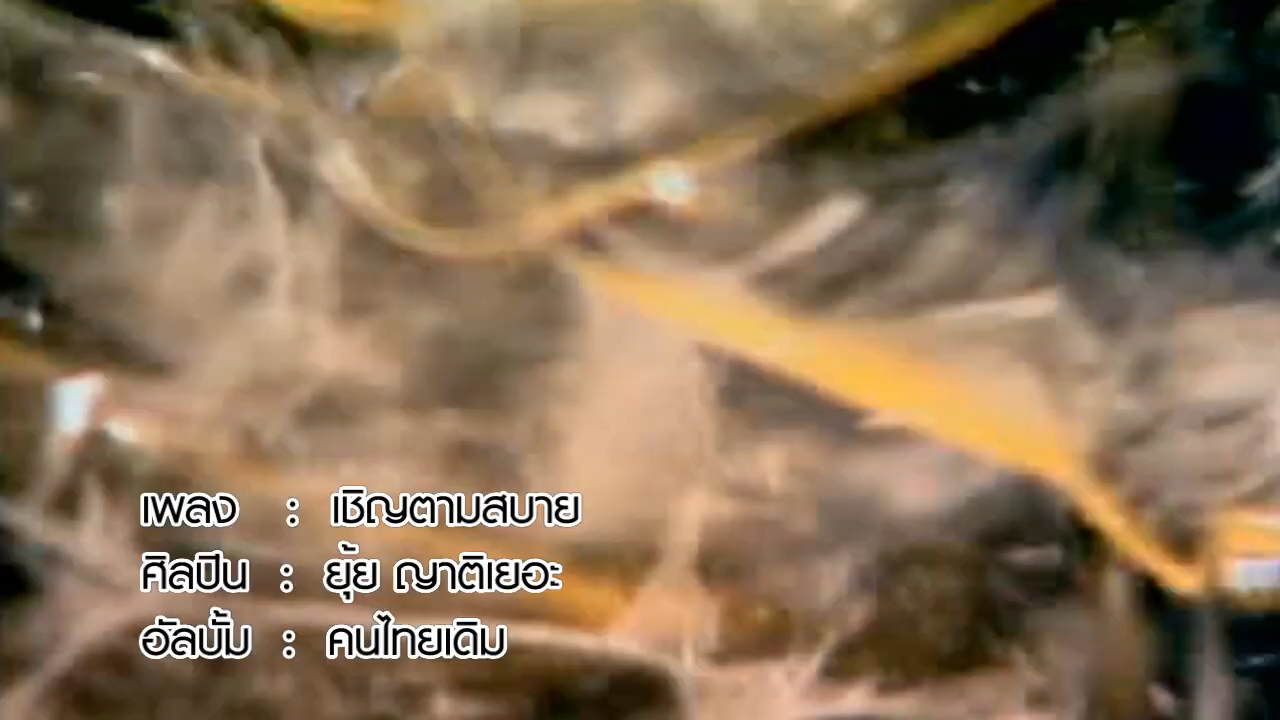 เพลง : เชิญตามสบาย
ศิลปิน : ยุ้ย ญาติเยอะ
อัลบั้ม : คนไทยเดิม